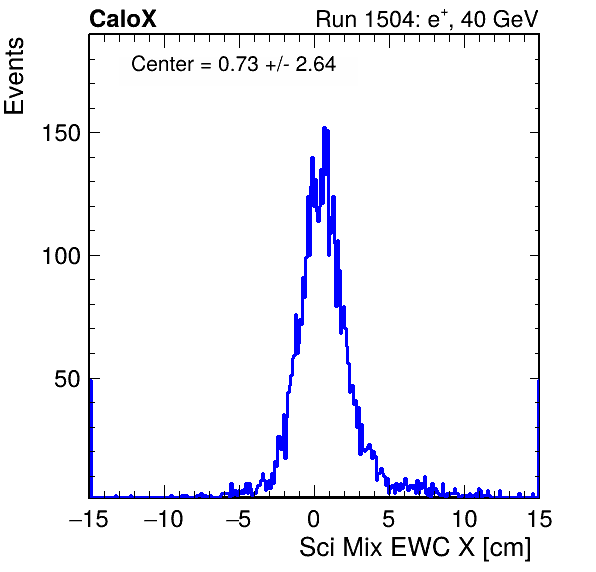 CaloX Run 1504: e⁺, 40 GeV
Events
Center = 0.73 +/- 2.64
150
100
50
−15 −10 −5 0 5 10 15
Sci Mix EWC X [cm]